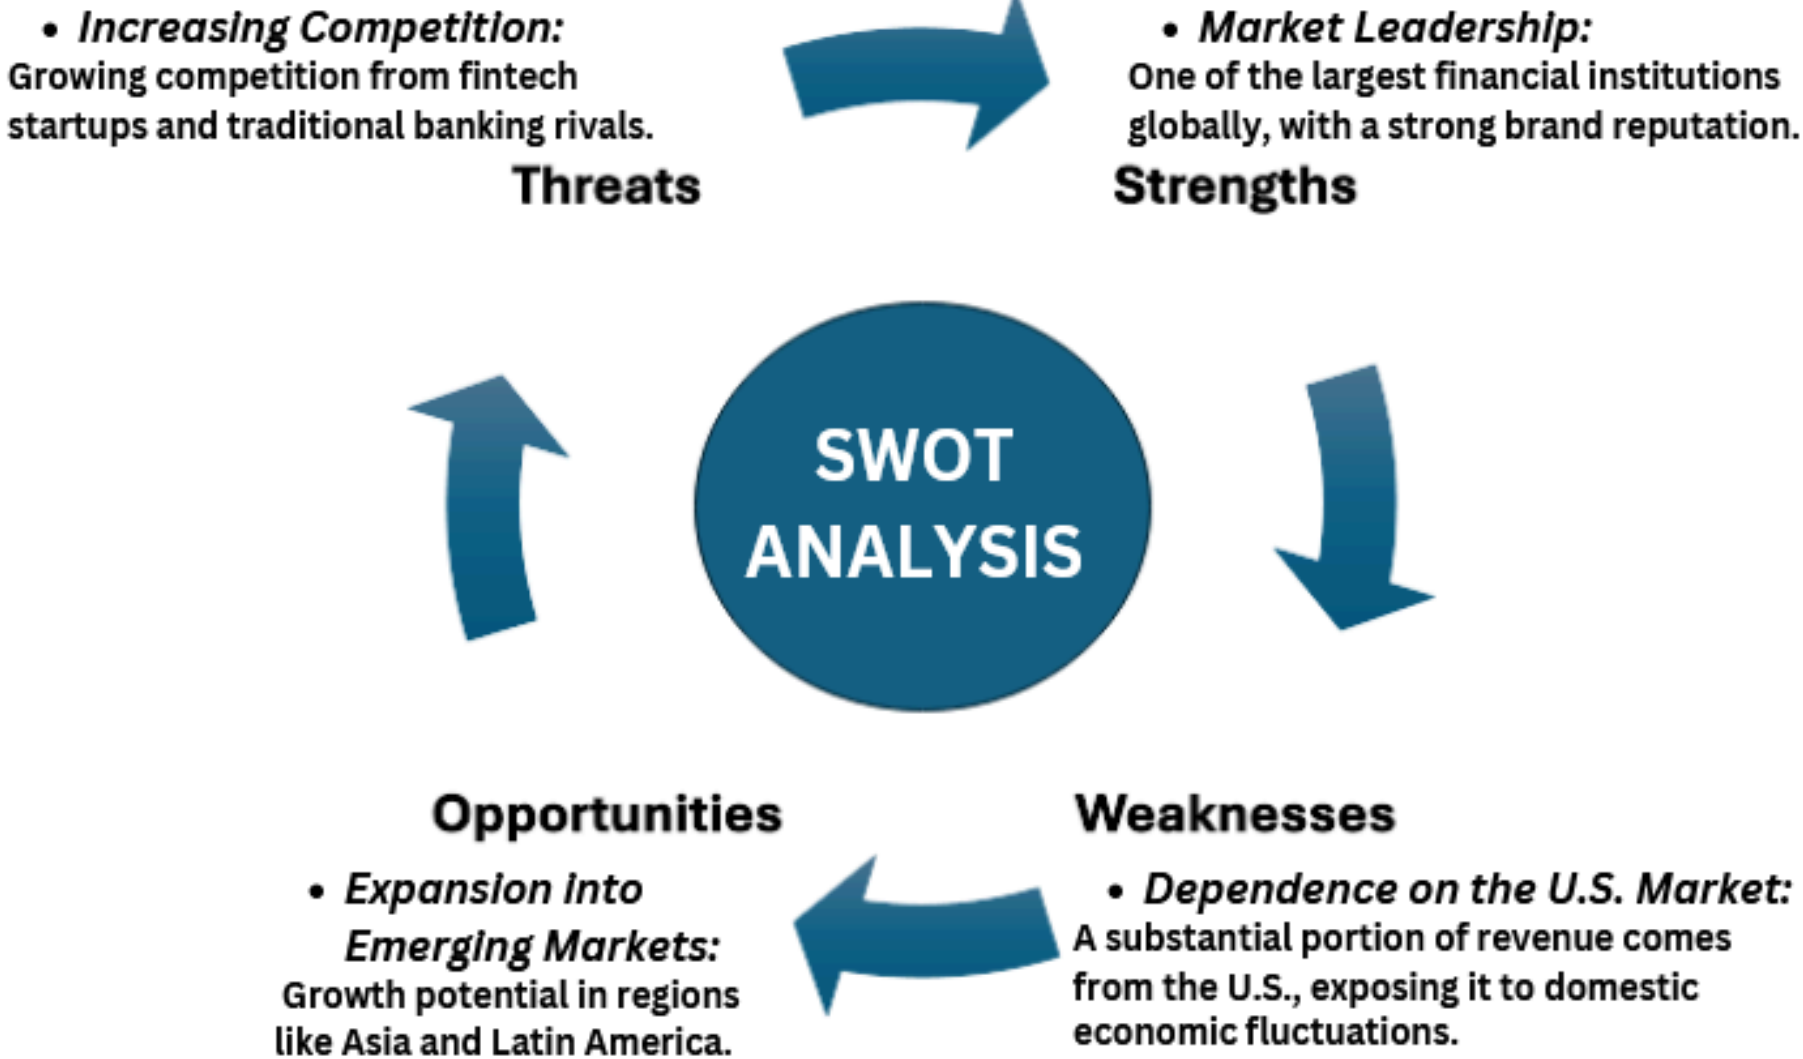 • Increasing Competition:
Growing competition from fintech
startups and traditional banking rivals.
Threats
• Market Leadership:
One of the largest financial institutions
globally, with a strong brand reputation.
Strengths
SWOT
ANALYSIS
Opportunities
• Expansion into
Emerging Markets:
Growth potential in regions
like Asia and Latin America.
Weaknesses
• Dependence on the U.S. Market:
A substantial portion of revenue comes
from the U.S., exposing it to domestic
economic fluctuations.